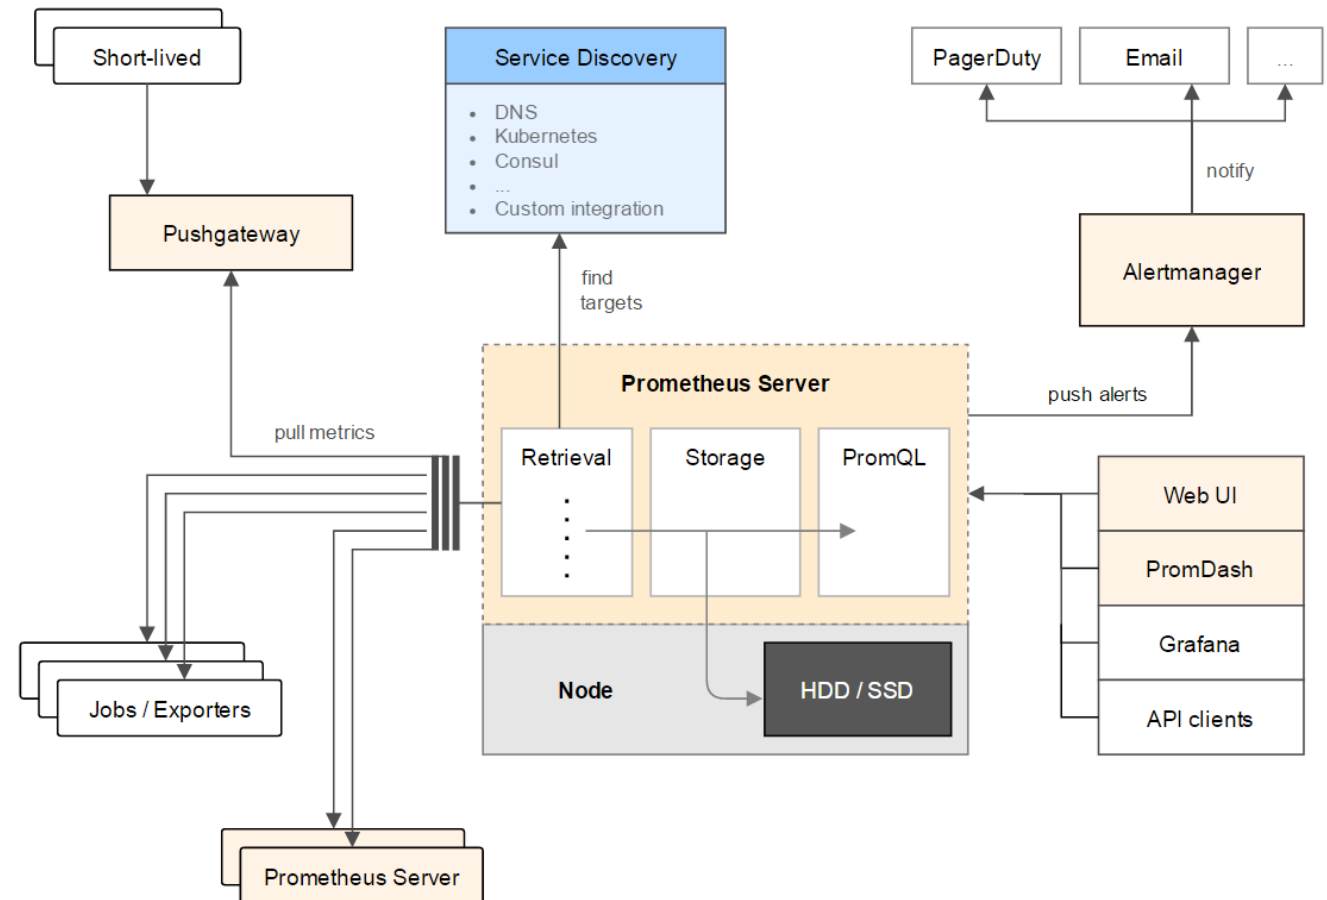 Short-lived
Service Discovery
• DNS
• Kubernetes
• Consul
• ...
• Custom integration
PagerDuty
Email
...
notify
Pushgateway
Alertmanager
find
targets
Prometheus Server
push alerts
pull metrics
Retrieval
Storage
PromQL
Web UI
PromDash
Grafana
API clients
Node
HDD / SSD
Jobs / Exporters
Prometheus Server